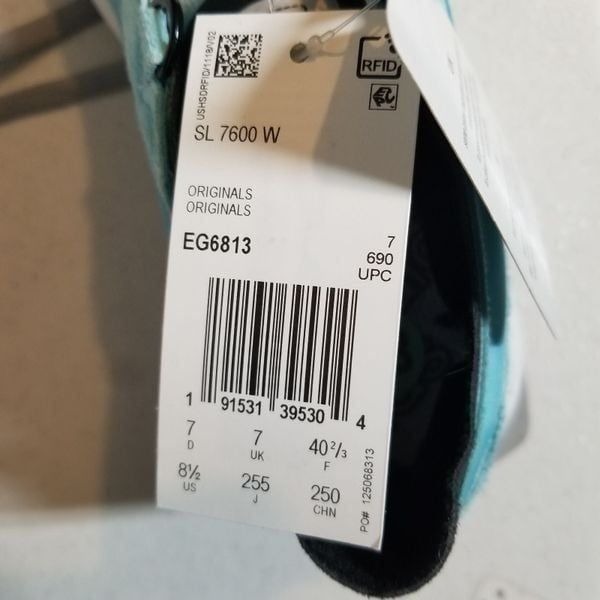 USHSDRFID/1118/I/02
RFID
EPC
SL 7600 W
ORIGINALS
ORIGINALS
EG6813
7
690
UPC
1 91531 39530 4
7 7 40 2/3
D UK F
8½ 255 250
US J CHN
PO# 125068313